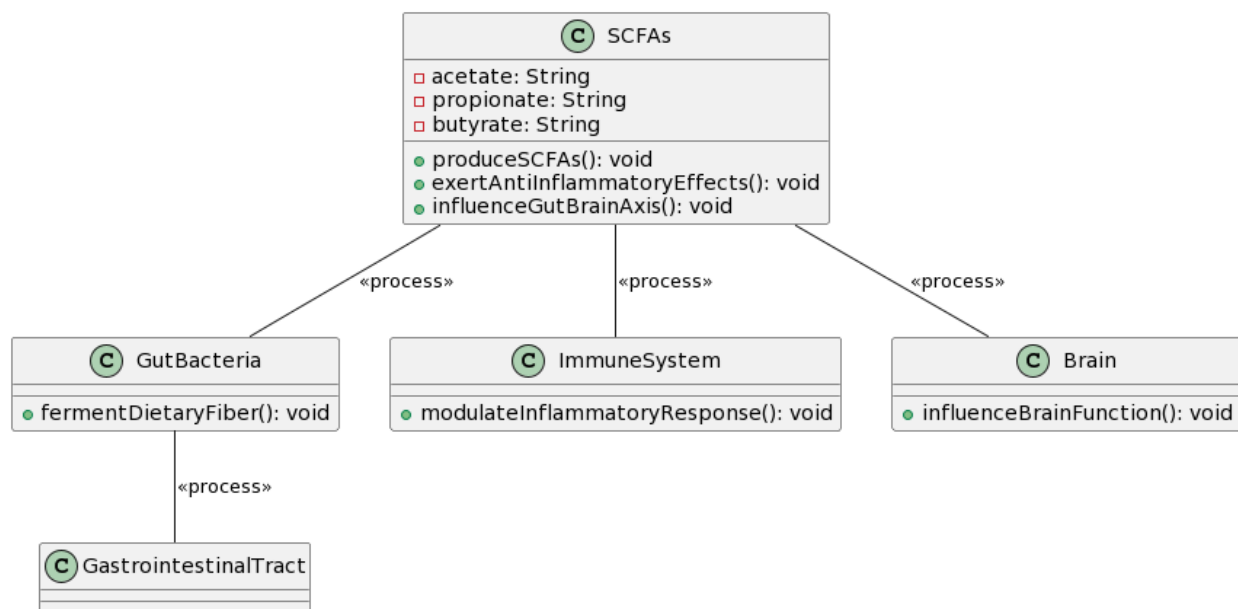 C SCFAs
acetate: String
propionate: String
butyrate: String
produceSCFAs(): void
exertAntiInflammatoryEffects(): void
influenceGutBrainAxis(): void
«process» «process» «process»
C GutBacteria
fermentDietaryFiber(): void
C ImmuneSystem
modulateInflammatoryResponse(): void
C Brain
influenceBrainFunction(): void
«process»
C GastrointestinalTract